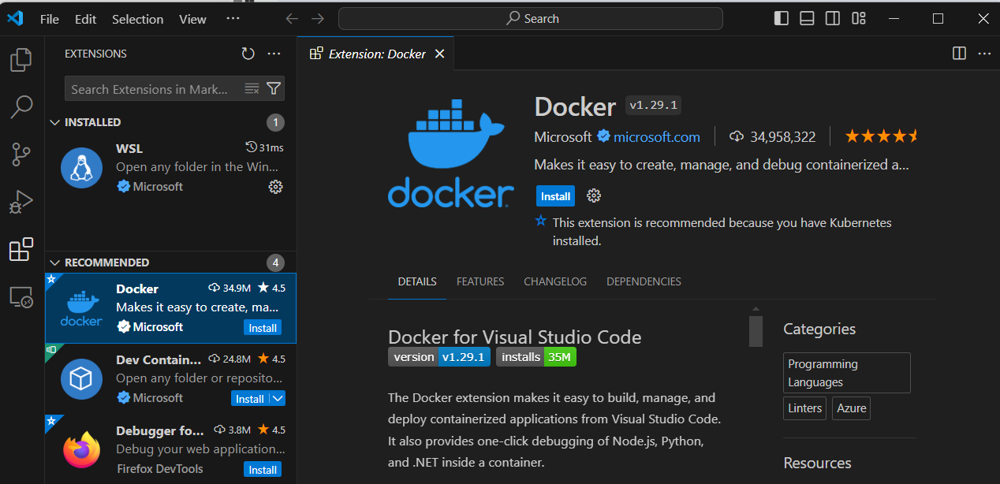 File Edit Selection View ··· Search
EXTENSIONS ···
Search Extensions in Mark...
INSTALLED 1
WSL 31ms
Open any folder in the Win...
Microsoft
RECOMMENDED 4
Docker 34.9M 4.5
Makes it easy to create, ma...
docker Microsoft Install
Dev Contain... 24.8M 4.5
Open any folder or reposito...
Microsoft Install
Debugger fo... 3.8M 4.5
Debug your web application...
Firefox DevTools Install
Extension: Docker ···
docker
Docker v1.29.1
Microsoft microsoft.com 34,958,322
Makes it easy to create, manage, and debug containerized a...
Install
This extension is recommended because you have Kubernetes
installed.
DETAILS FEATURES CHANGELOG DEPENDENCIES
Docker for Visual Studio Code
version v1.29.1 installs 35M
The Docker extension makes it easy to build, manage, and
deploy containerized applications from Visual Studio Code.
It also provides one-click debugging of Node.js, Python,
and .NET inside a container.
Categories
Programming
Languages
Linters Azure
Resources